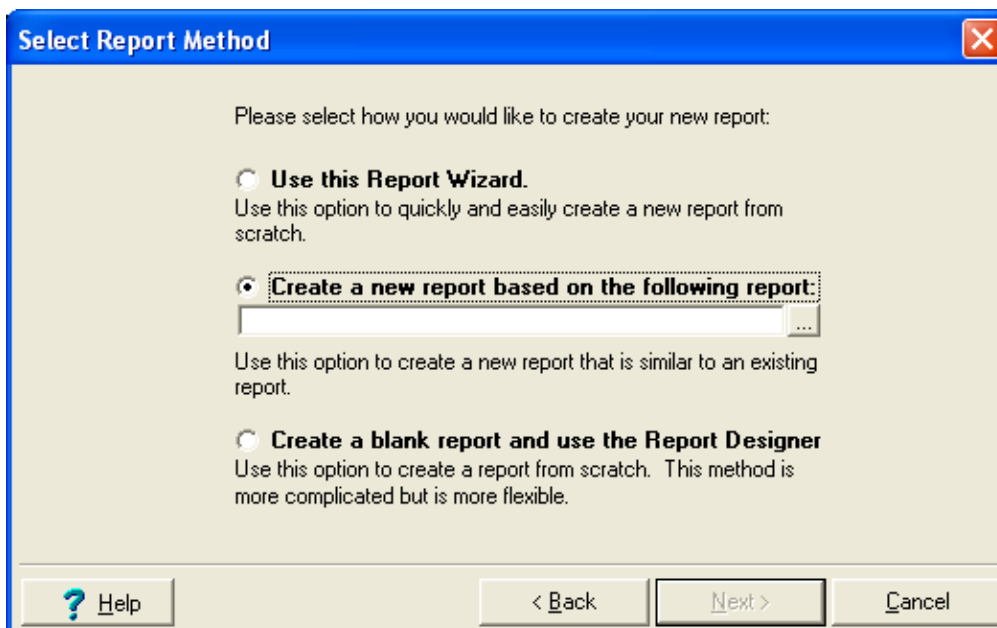 Select Report Method
Please select how you would like to create your new report:
Use this Report Wizard.
Use this option to quickly and easily create a new report from
scratch.
Create a new report based on the following report:
...
Use this option to create a new report that is similar to an existing
report.
Create a blank report and use the Report Designer
Use this option to create a report from scratch.  This method is
more complicated but is more flexible.
? Help
< Back
Next >
Cancel